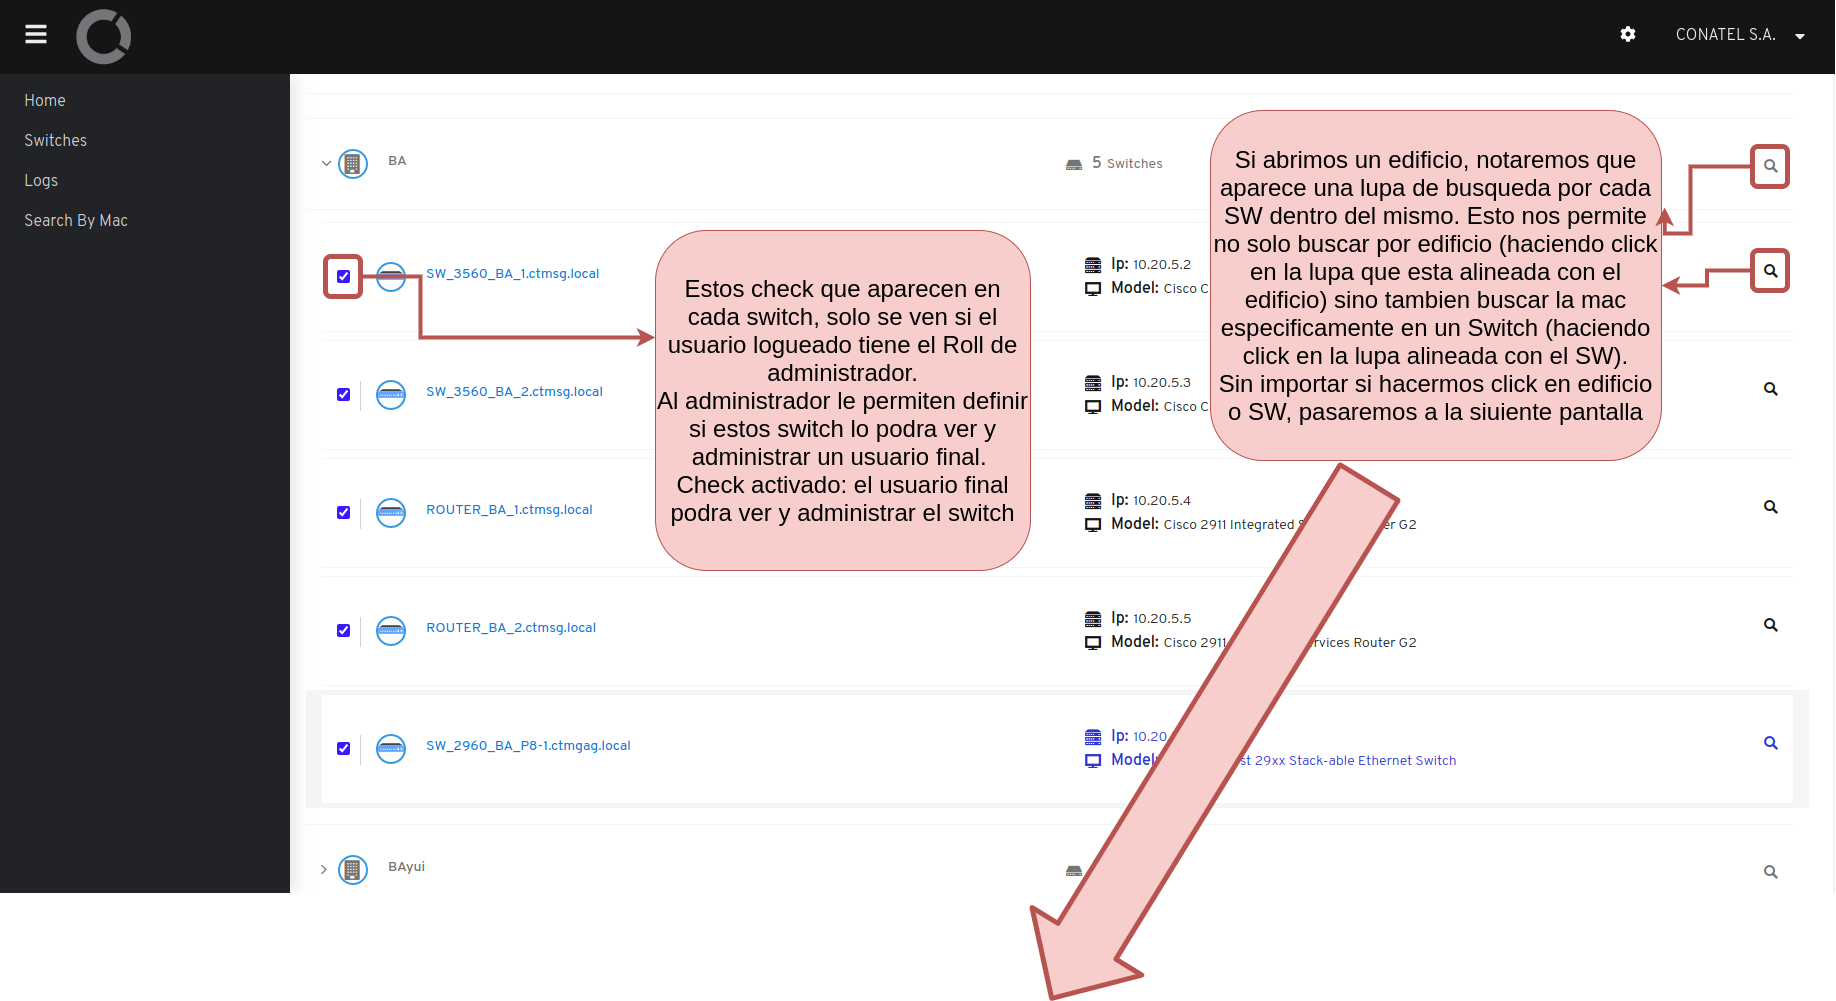 CONATEL S.A.
Home
Switches
Logs
Search By Mac
BA
5 Switches
Si abrimos un edificio, notaremos que
aparece una lupa de busqueda por cada
SW dentro del mismo. Esto nos permite
no solo buscar por edificio (haciendo click
en la lupa que esta alineada con el
edificio) sino tambien buscar la mac
especificamente en un Switch (haciendo
click en la lupa alineada con el SW).
Sin importar si hacermos click en edificio
o SW, pasaremos a la siuiente pantalla
SW_3560_BA_1.ctmsg.local
Ip: 10.20.5.2
Model: Cisco C
Estos check que aparecen en
cada switch, solo se ven si el
usuario logueado tiene el Roll de
administrador.
Al administrador le permiten definir
si estos switch lo podra ver y
administrar un usuario final.
Check activado: el usuario final
podra ver y administrar el switch
SW_3560_BA_2.ctmsg.local
Ip: 10.20.5.3
Model: Cisco C
ROUTER_BA_1.ctmsg.local
Ip: 10.20.5.4
Model: Cisco 2911 Integrated S er G2
ROUTER_BA_2.ctmsg.local
Ip: 10.20.5.5
Model: Cisco 2911 rvices Router G2
SW_2960_BA_P8-1.ctmgag.local
Ip: 10.20
Model st 29xx Stack-able Ethernet Switch
BAyui